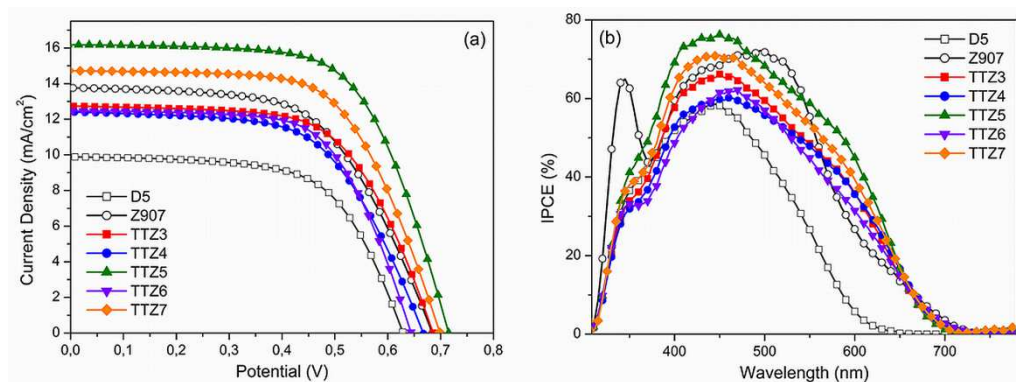 (a)
Current Density (mA/cm²)
16
14
12
10
8
6
4
2
0
D5
Z907
TTZ3
TTZ4
TTZ5
TTZ6
TTZ7
0,0 0,1 0,2 0,3 0,4 0,5 0,6 0,7 0,8
Potential (V)
(b)
IPCE (%)
80
60
40
20
0
D5
Z907
TTZ3
TTZ4
TTZ5
TTZ6
TTZ7
400 500 600 700
Wavelength (nm)